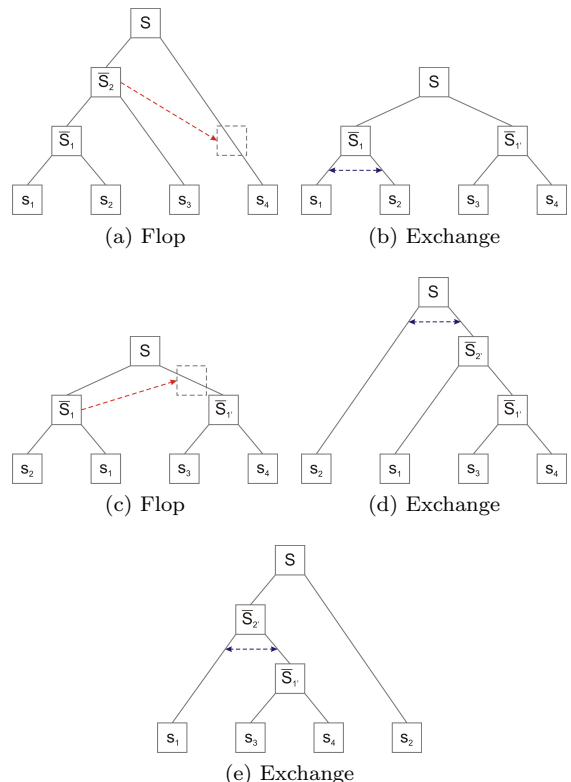 S
S̅₂
S̅₁
s₁ s₂ s₃ s₄
(a) Flop
S
S̅₁ S̅₁′
s₁ s₂ s₃ s₄
(b) Exchange
S
S̅₁ S̅₁′
s₂ s₁ s₃ s₄
(c) Flop
S
S̅₂′
S̅₁′
s₂ s₁ s₃ s₄
(d) Exchange
S
S̅₂′
S̅₁′
s₁ s₃ s₄ s₂
(e) Exchange